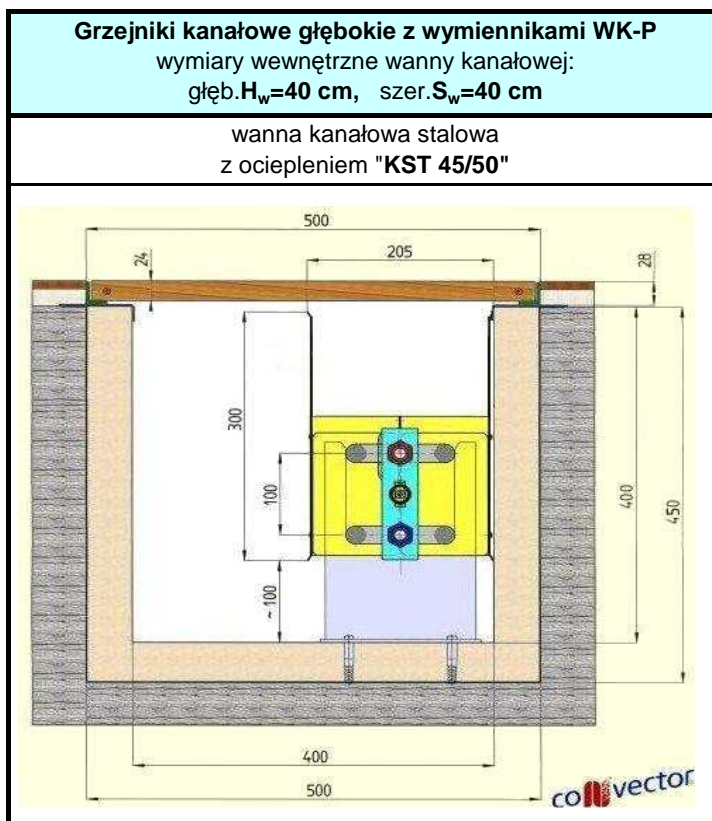 Grzejniki kanałowe głębokie z wymiennikami WK-P
wymiary wewnętrzne wanny kanałowej:
głęb.Hw=40 cm, szer.Sw=40 cm
wanna kanałowa stalowa
z ociepleniem "KST 45/50"
500
24
205
28
300
100
400
450
~100
400
500
convector